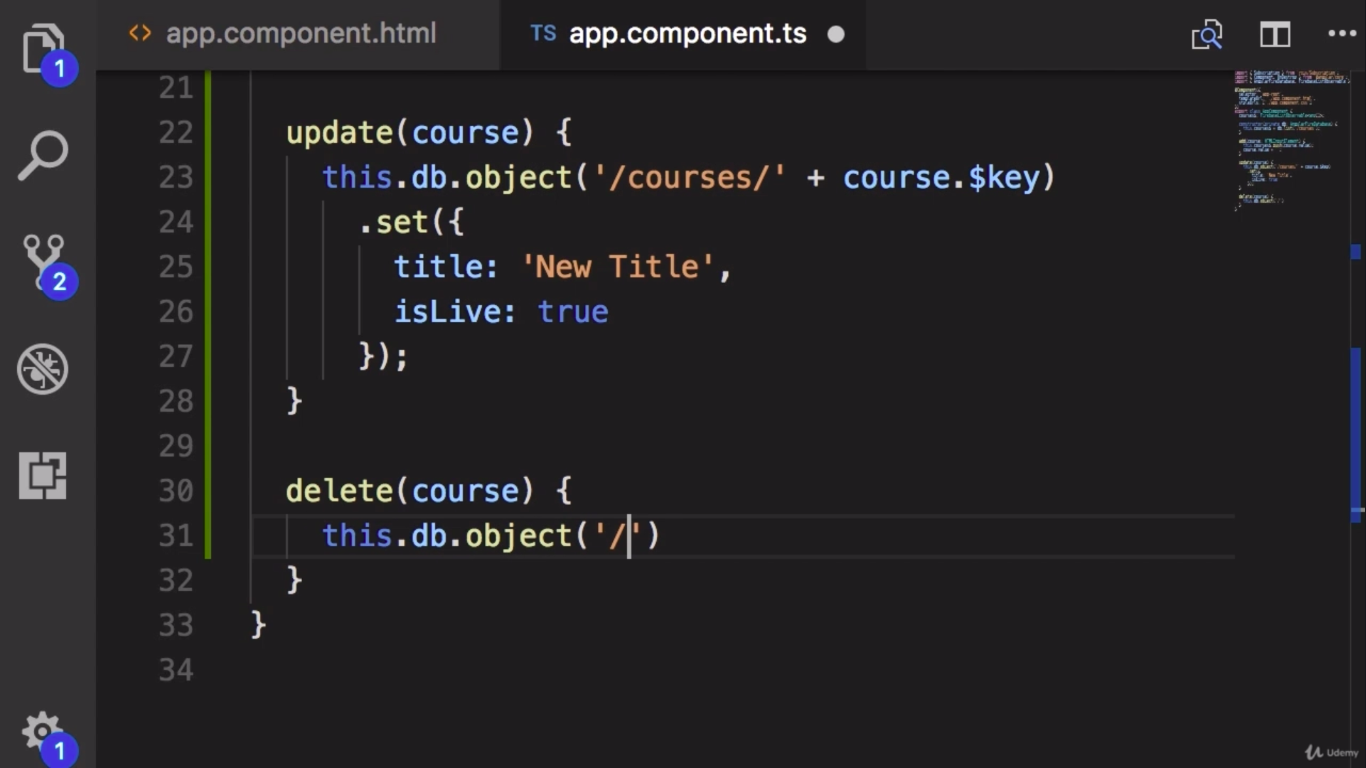 app.component.html
TS app.component.ts
1
2
1
21
22 update(course) {
23 this.db.object('/courses/' + course.$key)
24 .set({
25 title: 'New Title',
26 isLive: true
27 });
28 }
29
30 delete(course) {
31 this.db.object('/')
32 }
33 }
34
Udemy